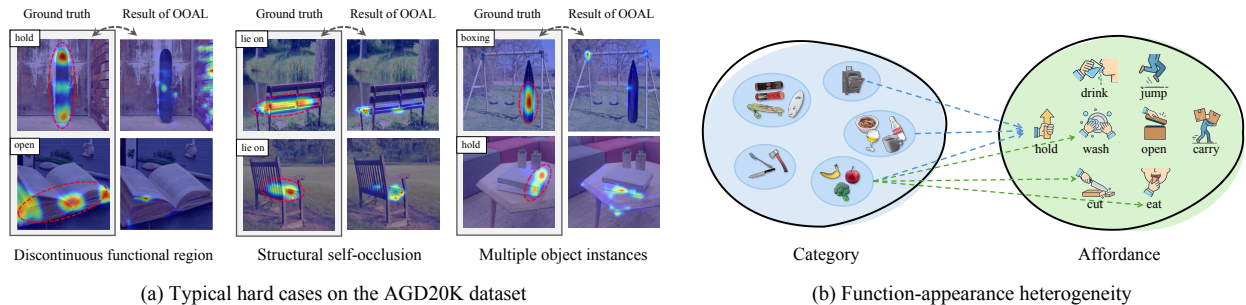 Ground truth Result of OOAL Ground truth Result of OOAL Ground truth Result of OOAL
hold lie on boxing
open lie on hold
Discontinuous functional region Structural self-occlusion Multiple object instances
(a) Typical hard cases on the AGD20K dataset
drink jump
hold wash open carry
cut eat
Category Affordance
(b) Function-appearance heterogeneity